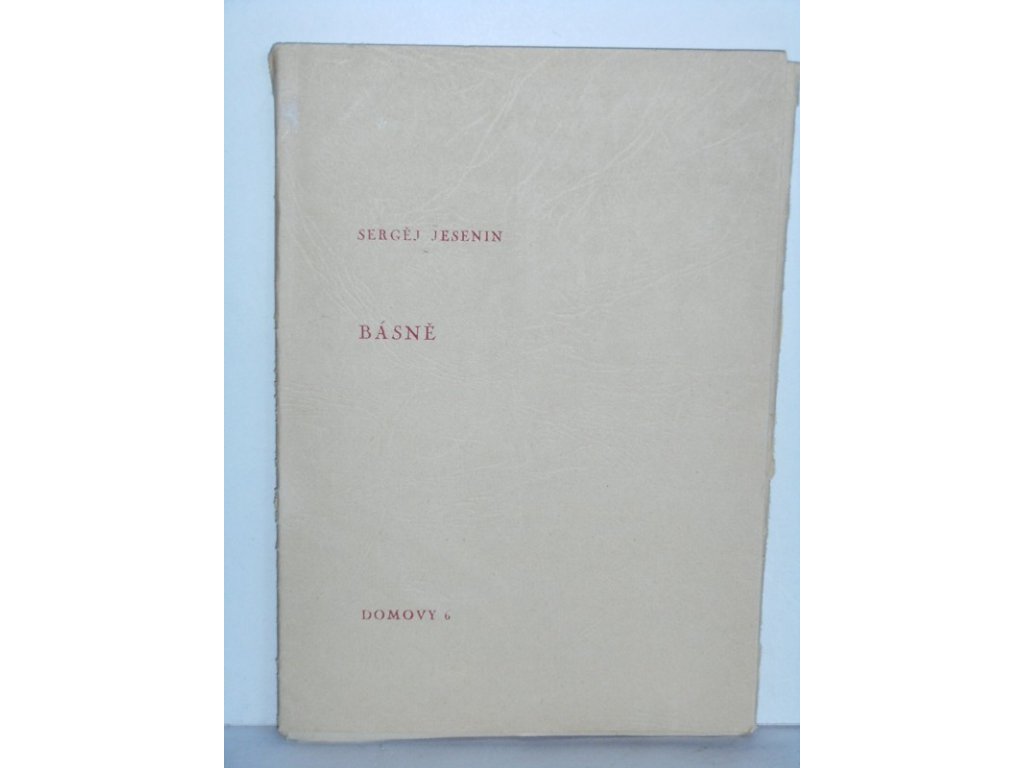 SERGĚJ JESENIN
BÁSNĚ
DOMOVY 6